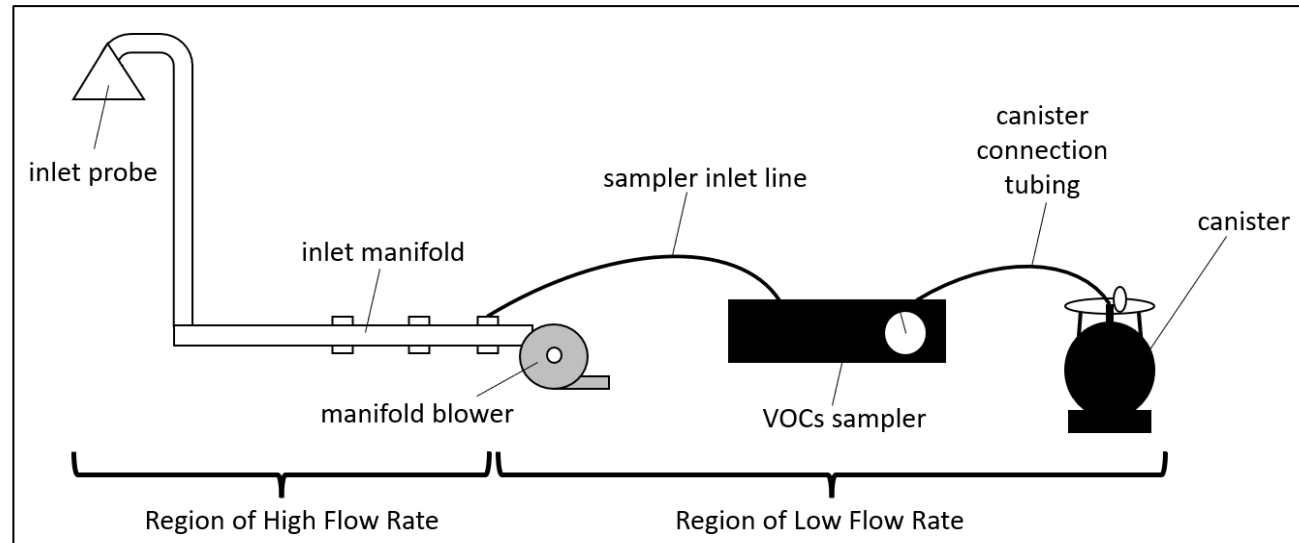 inlet probe
inlet manifold
manifold blower
sampler inlet line
VOCs sampler
canister
connection
tubing
canister
Region of High Flow Rate
Region of Low Flow Rate